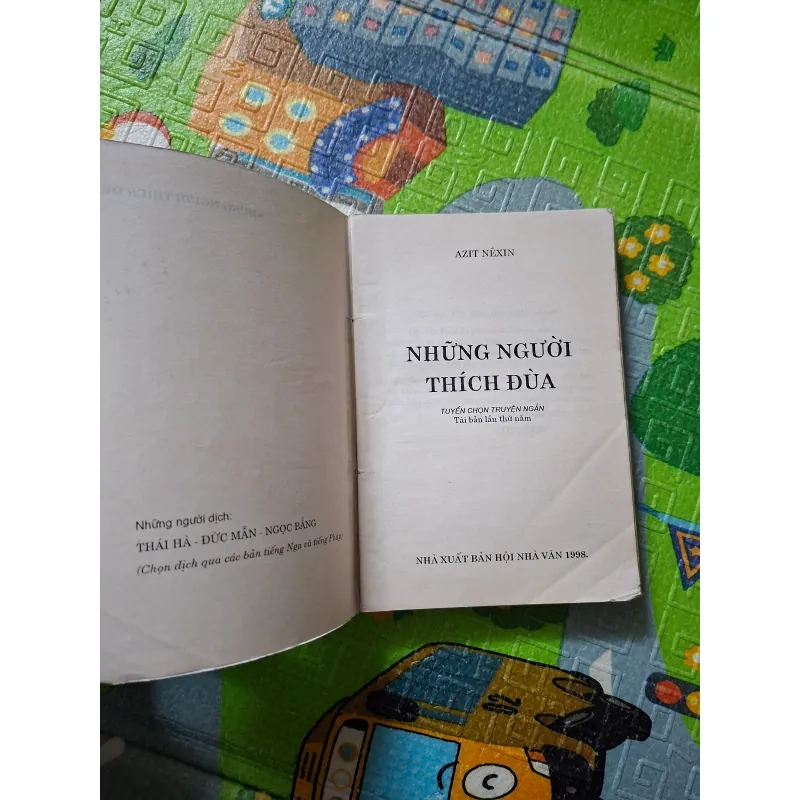 Những người dịch:
THÁI HÀ - ĐỨC MẪN - NGỌC BẰNG
(Chọn dịch qua các bản tiếng Nga và tiếng Pháp)
AZIT NÊXIN
NHỮNG NGƯỜI
THÍCH ĐÙA
TUYỂN CHỌN TRUYỆN NGẮN
Tái bản lần thứ năm
NHÀ XUẤT BẢN HỘI NHÀ VĂN 1998.
92